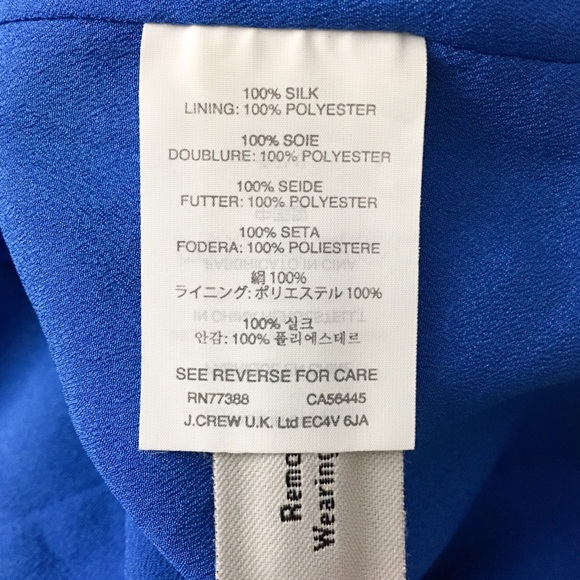 100% SILK
LINING: 100% POLYESTER
100% SOIE
DOUBLURE: 100% POLYESTER
100% SEIDE
FUTTER: 100% POLYESTER
100% SETA
FODERA: 100% POLIESTERE
絹 100%
ライニング: ポリエステル 100%
100% 실크
안감: 100% 폴리에스테르
SEE REVERSE FOR CARE
RN77388 CA56445
J.CREW U.K. Ltd EC4V 6JA
Wearing